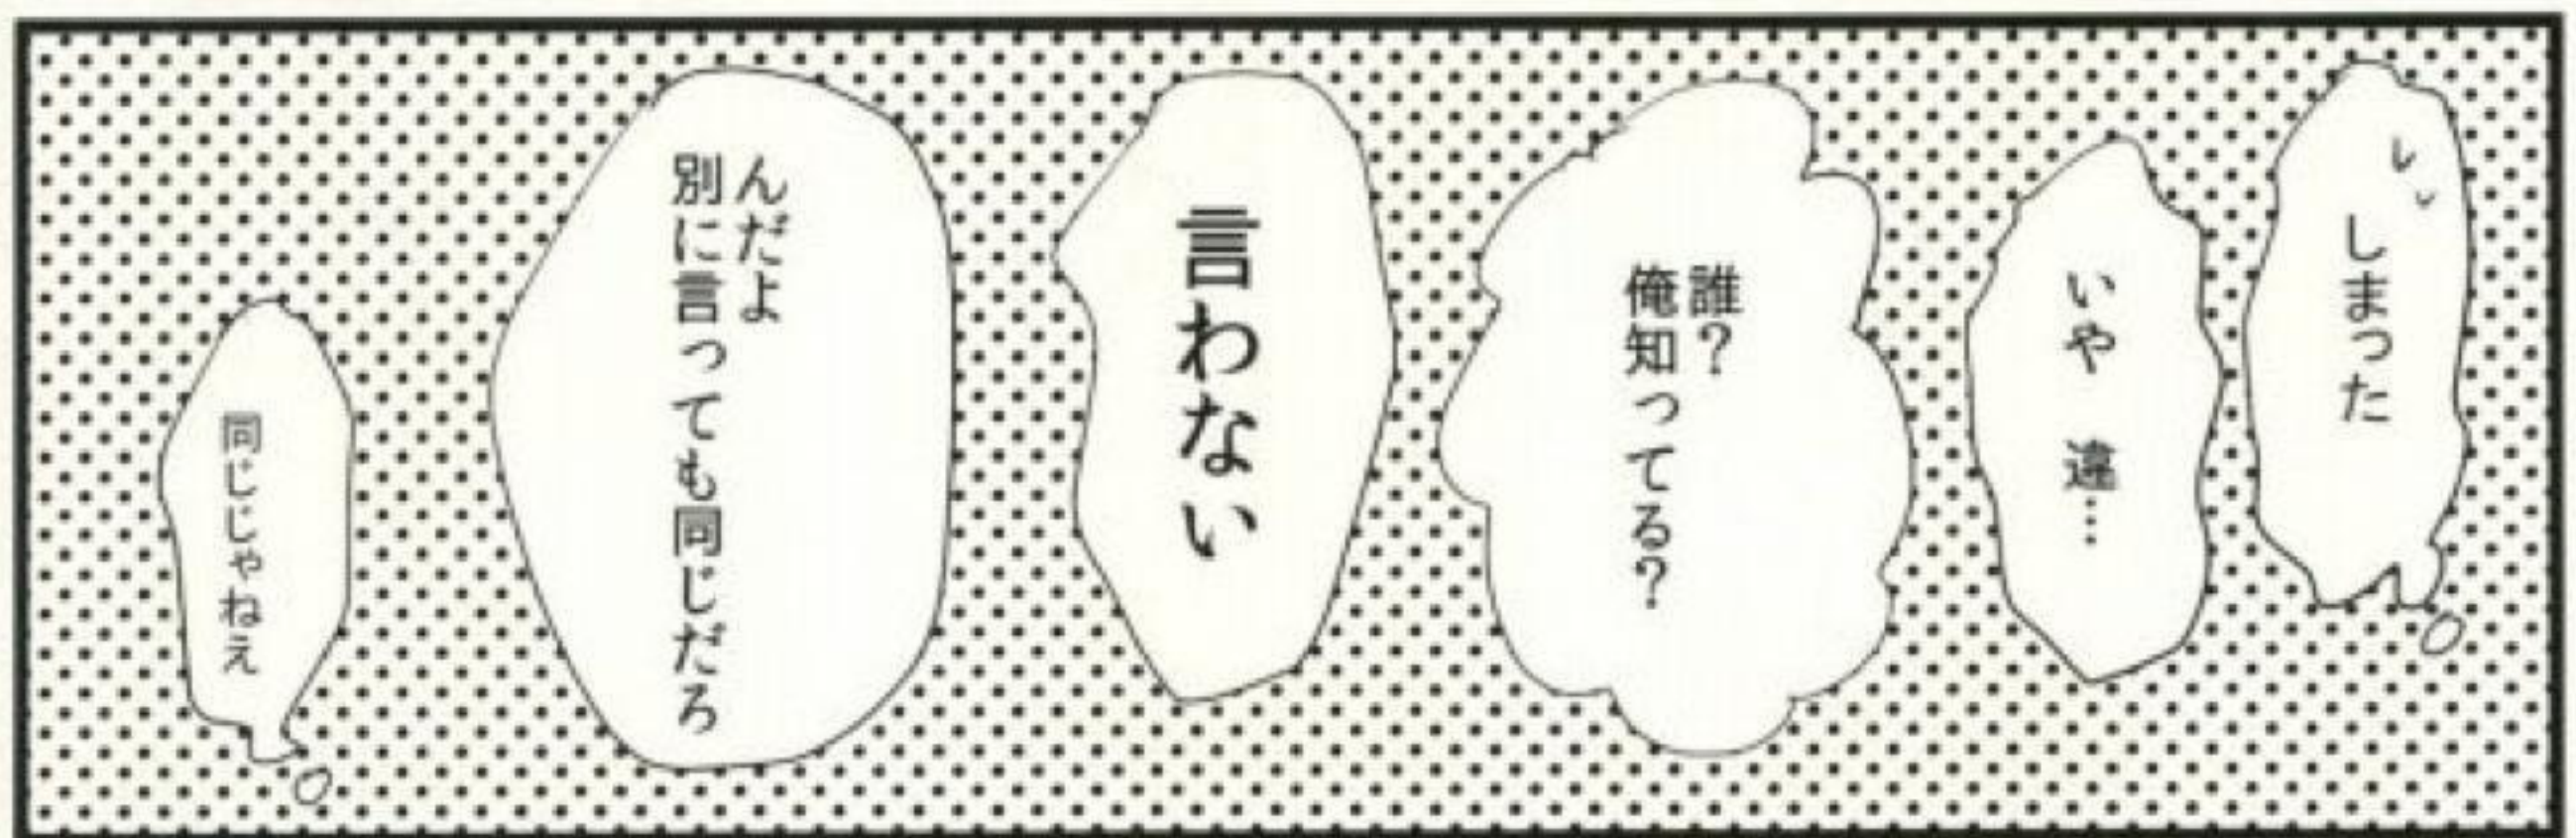 しまった
いや 違…
誰?
俺知ってる?
言わない
んだよ
別に言っても同じだろ
同じじゃねえ